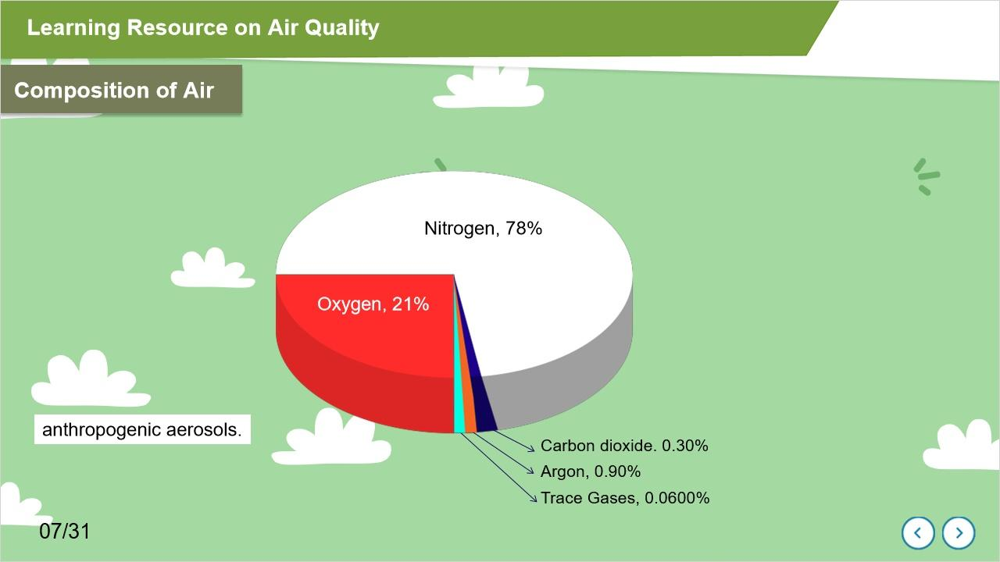 Learning Resource on Air Quality
Composition of Air
Nitrogen, 78%
Oxygen, 21%
anthropogenic aerosols.
Carbon dioxide. 0.30%
Argon, 0.90%
Trace Gases, 0.0600%
07/31